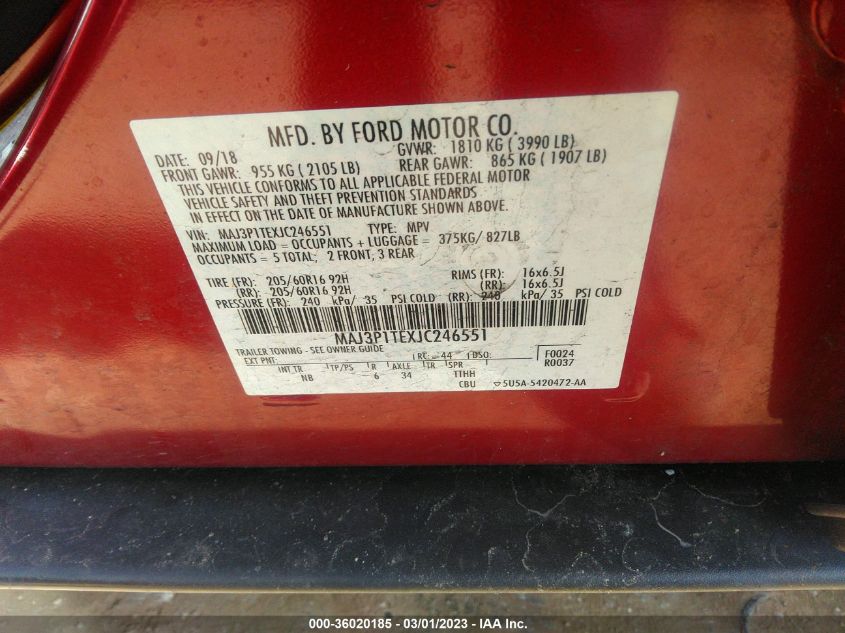 MFD. BY FORD MOTOR CO.
DATE: 09/18 GVWR: 1810 KG ( 3990 LB)
FRONT GAWR: 955 KG ( 2105 LB) REAR GAWR: 865 KG ( 1907 LB)
THIS VEHICLE CONFORMS TO ALL APPLICABLE FEDERAL MOTOR
VEHICLE SAFETY AND THEFT PREVENTION STANDARDS
IN EFFECT ON THE DATE OF MANUFACTURE SHOWN ABOVE.
VIN: MAJ3P1TEXJC246551 TYPE: MPV
MAXIMUM LOAD = OCCUPANTS + LUGGAGE = 375KG/ 827LB
OCCUPANTS = 5 TOTAL; 2 FRONT, 3 REAR
TIRE (FR): 205/60R16 92H RIMS (FR): 16x6.5J
(RR): 205/60R16 92H (RR): 16x6.5J
PRESSURE (FR): 240 kPa/ 35 PSI COLD (RR): 240 kPa/ 35 PSI COLD
MAJ3P1TEXJC246551
TRAILER TOWING - SEE OWNER GUIDE
EXT PNT: RC: 44 DSO: F0024
R0037
INT TR TP/PS R AXLE TR SPR
NB 6 34 TTHH
CBU 5U5A-5420472-AA
000-36020185 - 03/01/2023 - IAA Inc.